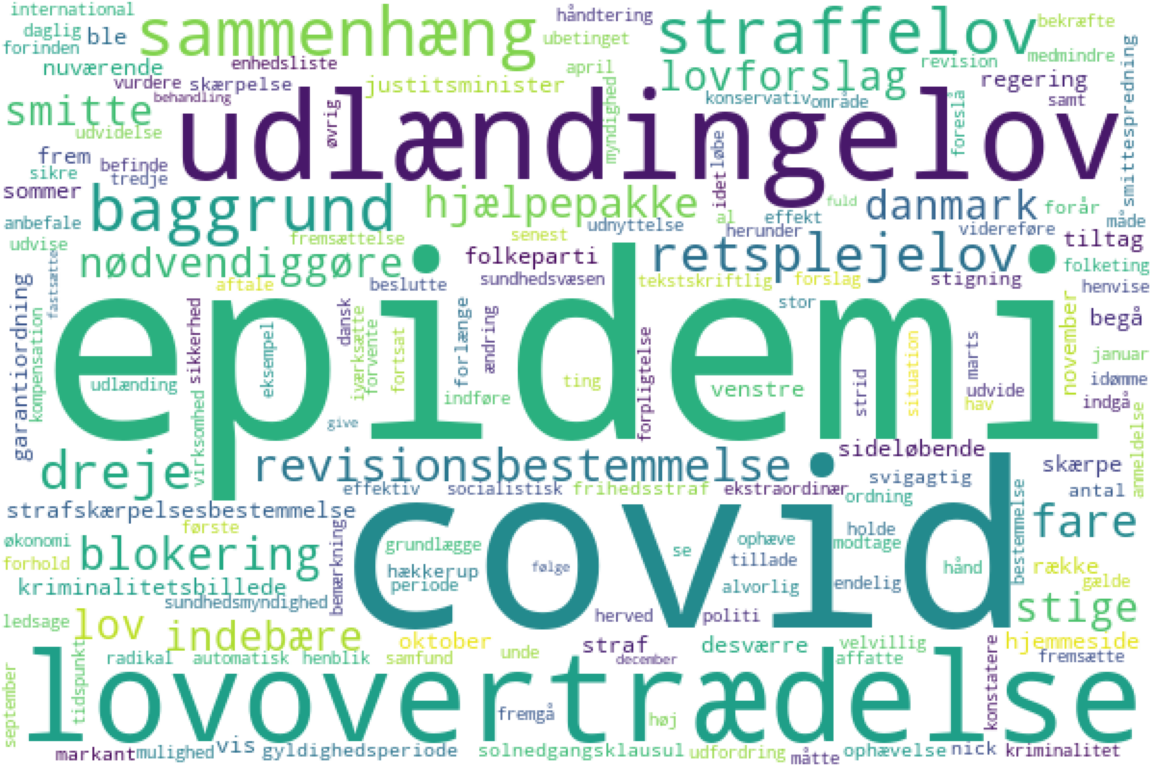 international
daglig
forinden
ble
sammenhæng
håndtering
ubetinget
straffelov
bekræfte
medmindre
nuværende
enhedsliste
vurdere
skærpelse
behandling
justitsminister
april
lovforslag
revision
regering
samt
smitte
udvidelse
øvrig
udlændingelov
myndighed
konservativ
område
foreslå
smittespredning
frem
sikre
befinde
tredje
idet
løbe
sommer
anbefale
udvise
baggrund
hjælpepakke
al
effekt
fuld
danmark
forår
måde
fremsættelse
senest
udnyttelse
herunder
videreføre
tiltag
nødvendiggøre
folkeparti
retsplejelov
folketing
aftale
beslutte
sundhedsvæsen
tekstskriftlig
forslag
stigning
henvise
garantiordning
fastsætte
kompensation
epidemi
stor
begå
november
januar
udlænding
sikkerhed
eksempel
dansk
iværksætte
forvente
fortsat
forlænge
ændring
indføre
ting
forpligtelse
venstre
strid
situation
marts
udvide
hav
idømme
indgå
give
virksomhed
dreje
revisionsbestemmelse
sideløbende
svigagtig
skærpe
antal
anmeldelse
effektiv
socialistisk
frihedsstraf
ekstraordinær
ordning
strafskærpelsesbestemmelse
første
covid
bestemmelse
fare
økonomi
forhold
blokering
bemærkning
grundlægge
hækkerup
periode
følge
se
ophæve
tillade
alvorlig
holde
modtage
endelig
hånd
række
gælde
kriminalitetsbillede
sundhedsmyndighed
herved
politi
stige
ledsage
lov
indebære
oktober
straf
desværre
velvillig
hjemmeside
radikal
automatisk
henblik
samfund
unde
december
affatte
konstatere
fremsætte
september
tidspunkt
lovovertrædelse
fremgå
høj
markant
mulighed
vis
gyldighedsperiode
solnedgangsklausul
udfordring
måtte
ophævelse
nick
kriminalitet